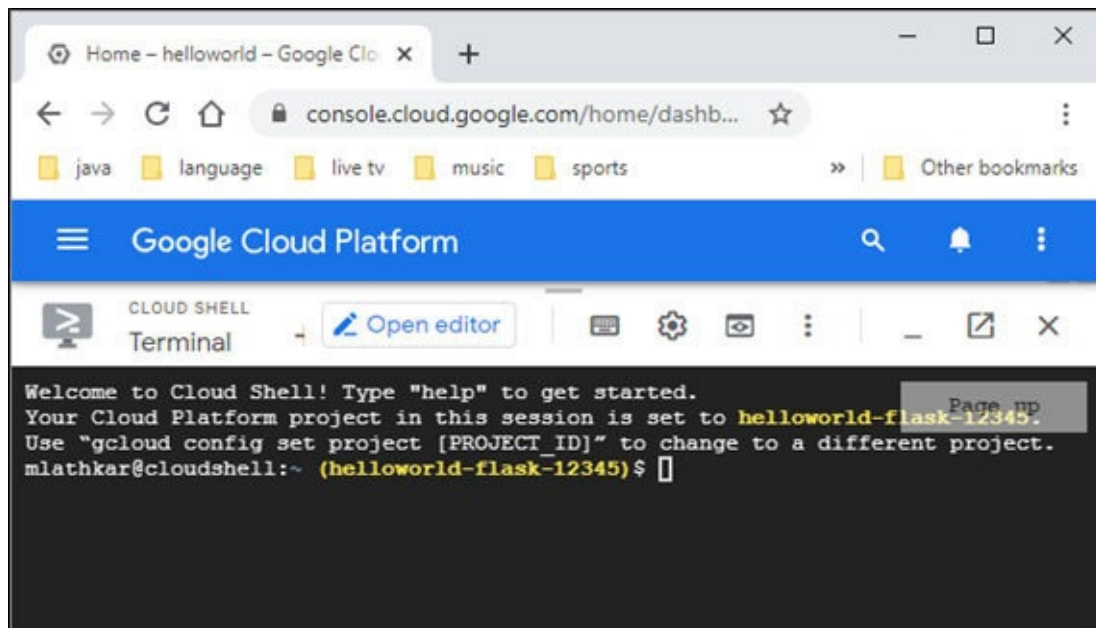 Home – helloworld – Google Clo
console.cloud.google.com/home/dashb...
java language live tv music sports » Other bookmarks
Google Cloud Platform
CLOUD SHELL
Terminal
Open editor
Welcome to Cloud Shell! Type "help" to get started.
Page up
Your Cloud Platform project in this session is set to helloworld-flask-12345.
Use “gcloud config set project [PROJECT_ID]” to change to a different project.
mlathkar@cloudshell:~ (helloworld-flask-12345)$